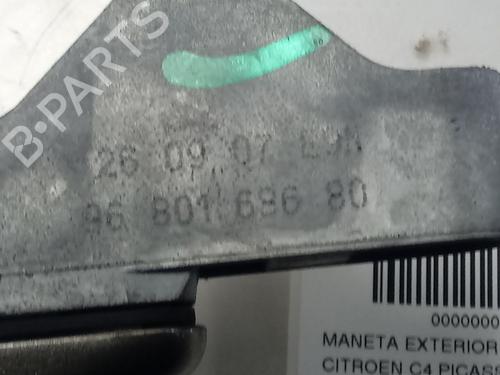 B-PARTS
26 09 07
96 801 696 80
0000000
MANETA EXTERIOR
CITROEN C4 PICAS